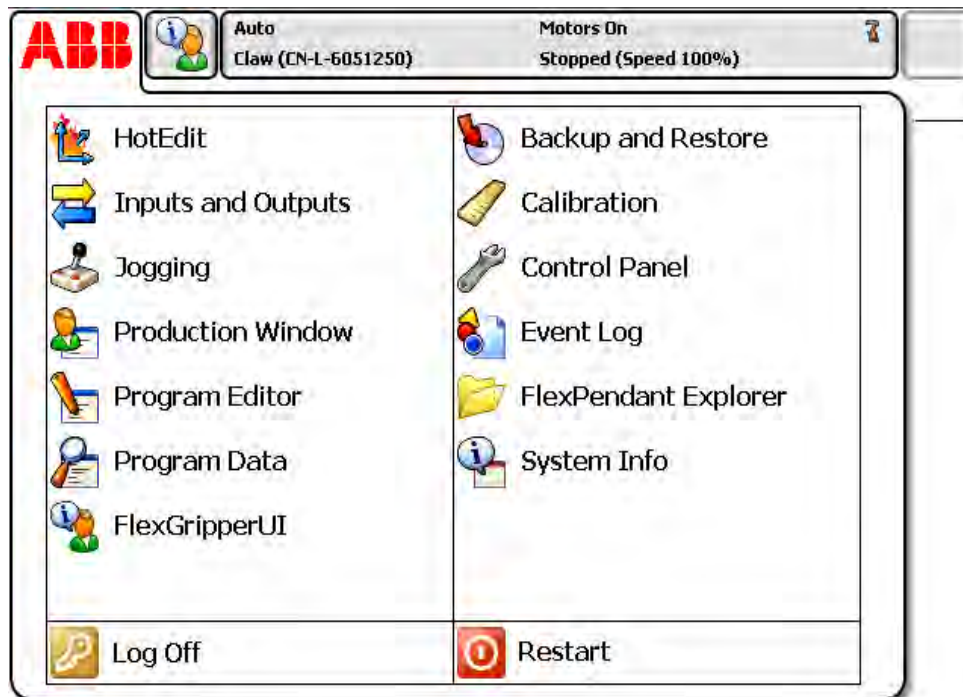 ABB
Auto
Claw (CN-L-6051250)
Motors On
Stopped (Speed 100%)
HotEdit
Inputs and Outputs
Jogging
Production Window
Program Editor
Program Data
FlexGripperUI
Backup and Restore
Calibration
Control Panel
Event Log
FlexPendant Explorer
System Info
Log Off
Restart